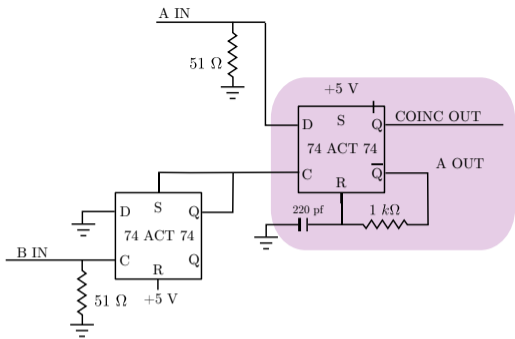 A IN
51 Ω
+5 V
D
S
Q
COINC OUT
74 ACT 74
C
R
Q̅
A OUT
220 pf
1 kΩ
D
S
Q
74 ACT 74
B IN
C
R
Q
51 Ω
+5 V